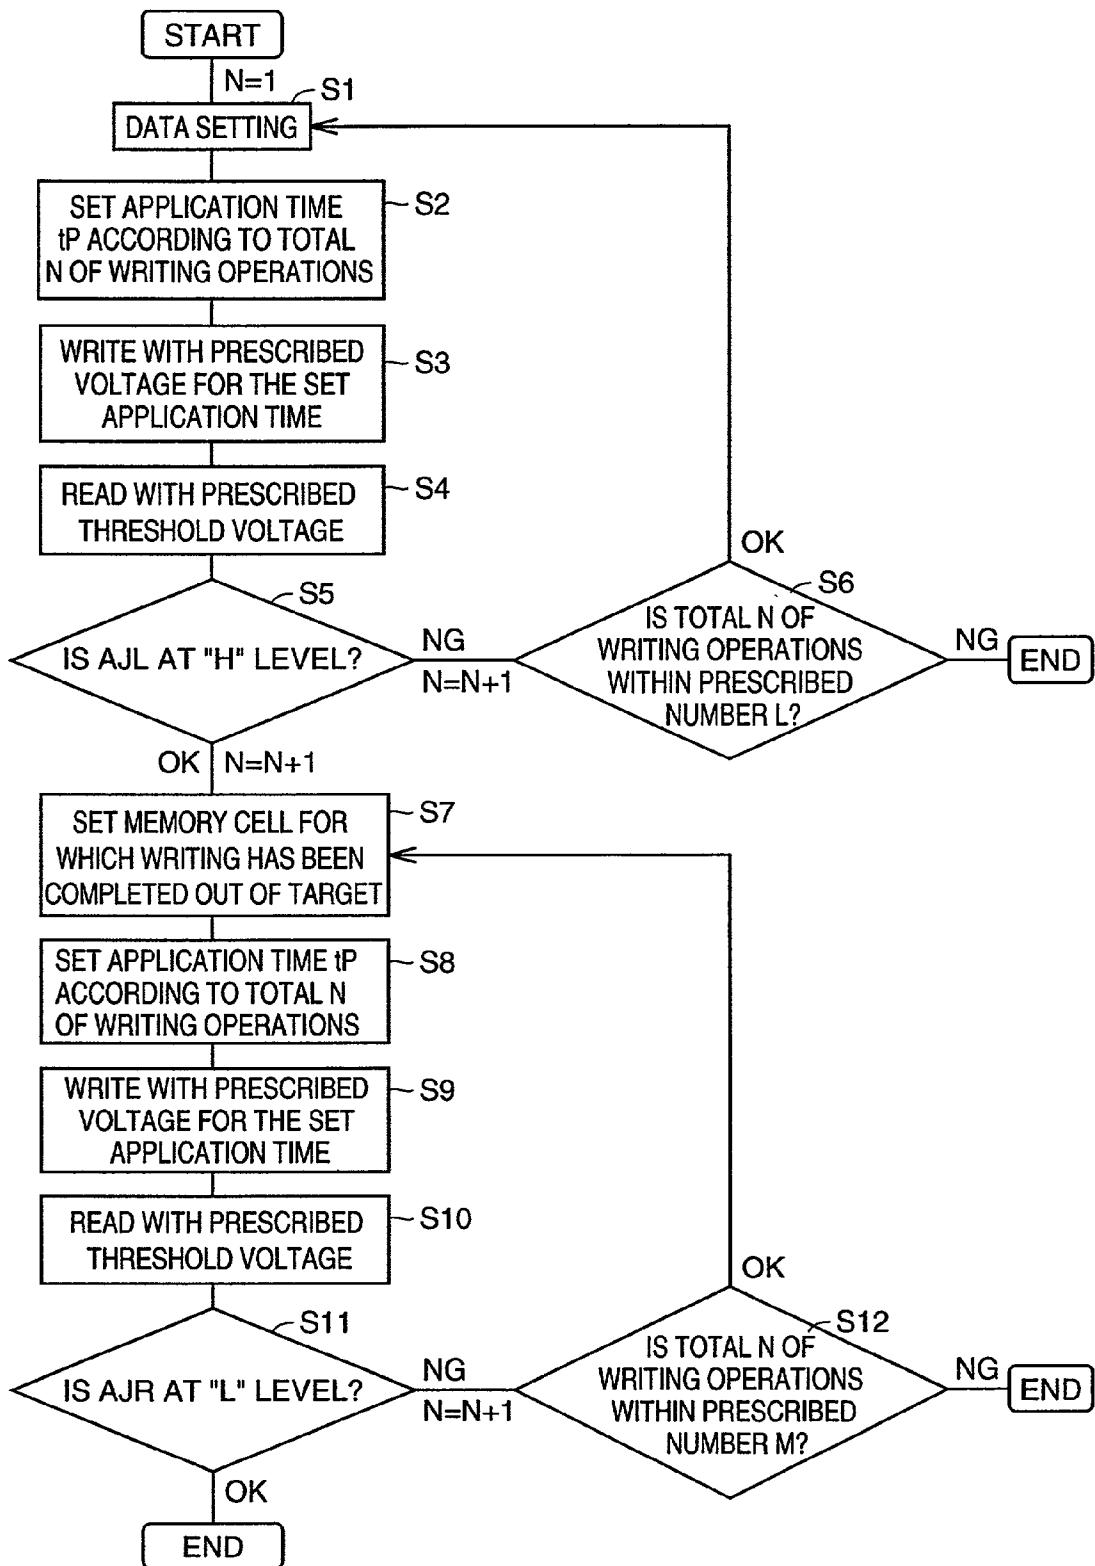 START
N=1
S1
DATA SETTING
SET APPLICATION TIME
tP ACCORDING TO TOTAL
N OF WRITING OPERATIONS
S2
WRITE WITH PRESCRIBED
VOLTAGE FOR THE SET
APPLICATION TIME
S3
READ WITH PRESCRIBED
THRESHOLD VOLTAGE
S4
S5
IS AJL AT "H" LEVEL?
NG
N=N+1
OK
S6
IS TOTAL N OF
WRITING OPERATIONS
WITHIN PRESCRIBED
NUMBER L?
NG
END
OK
N=N+1
SET MEMORY CELL FOR
WHICH WRITING HAS BEEN
COMPLETED OUT OF TARGET
S7
SET APPLICATION TIME tP
ACCORDING TO TOTAL N
OF WRITING OPERATIONS
S8
WRITE WITH PRESCRIBED
VOLTAGE FOR THE SET
APPLICATION TIME
S9
READ WITH PRESCRIBED
THRESHOLD VOLTAGE
S10
S11
IS AJR AT "L" LEVEL?
NG
N=N+1
OK
S12
IS TOTAL N OF
WRITING OPERATIONS
WITHIN PRESCRIBED
NUMBER M?
NG
END
OK
END